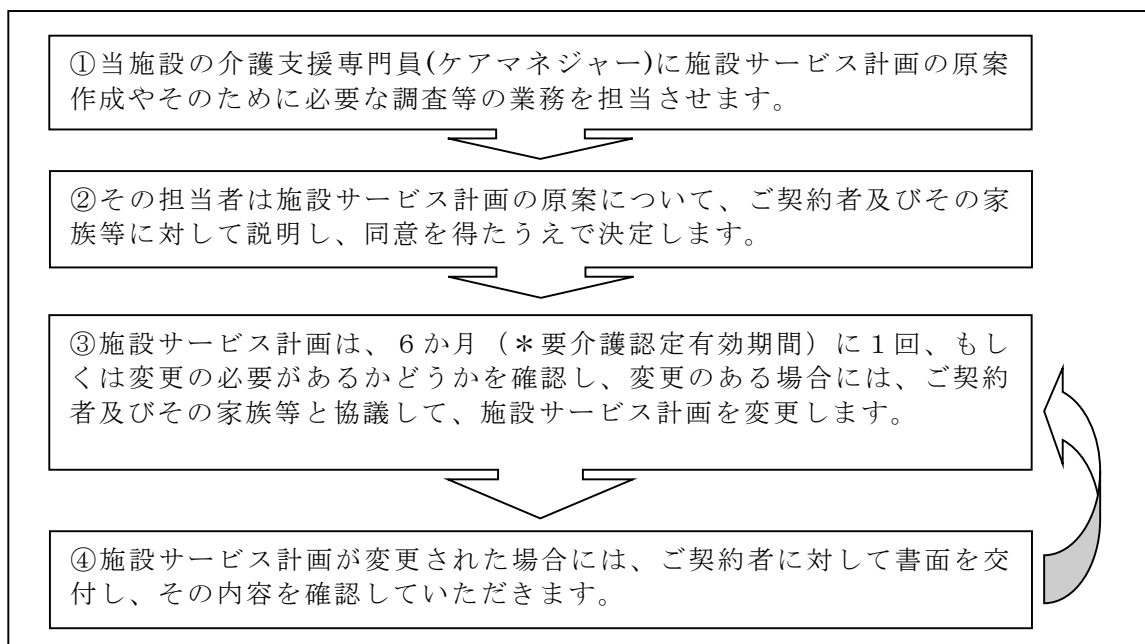 ①当施設の介護支援専門員(ケアマネジャー)に施設サービス計画の原案
作成やそのために必要な調査等の業務を担当させます。
②その担当者は施設サービス計画の原案について、ご契約者及びその家
族等に対して説明し、同意を得たうえで決定します。
③施設サービス計画は、６か月（＊要介護認定有効期間）に１回、もし
くは変更の必要があるかどうかを確認し、変更のある場合には、ご契約
者及びその家族等と協議して、施設サービス計画を変更します。
④施設サービス計画が変更された場合には、ご契約者に対して書面を交
付し、その内容を確認していただきます。